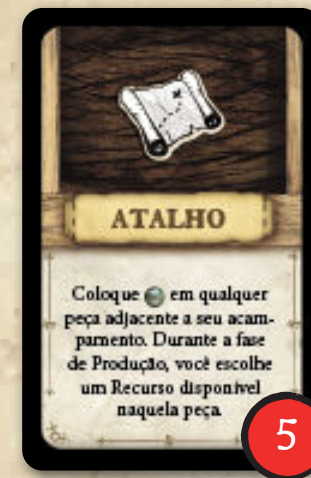 ATALHO
Coloque em qualquer
peça adjacente a seu acam-
pamento. Durante a fase
de Produção, você escolhe
um Recurso disponível
naquela peça.
5